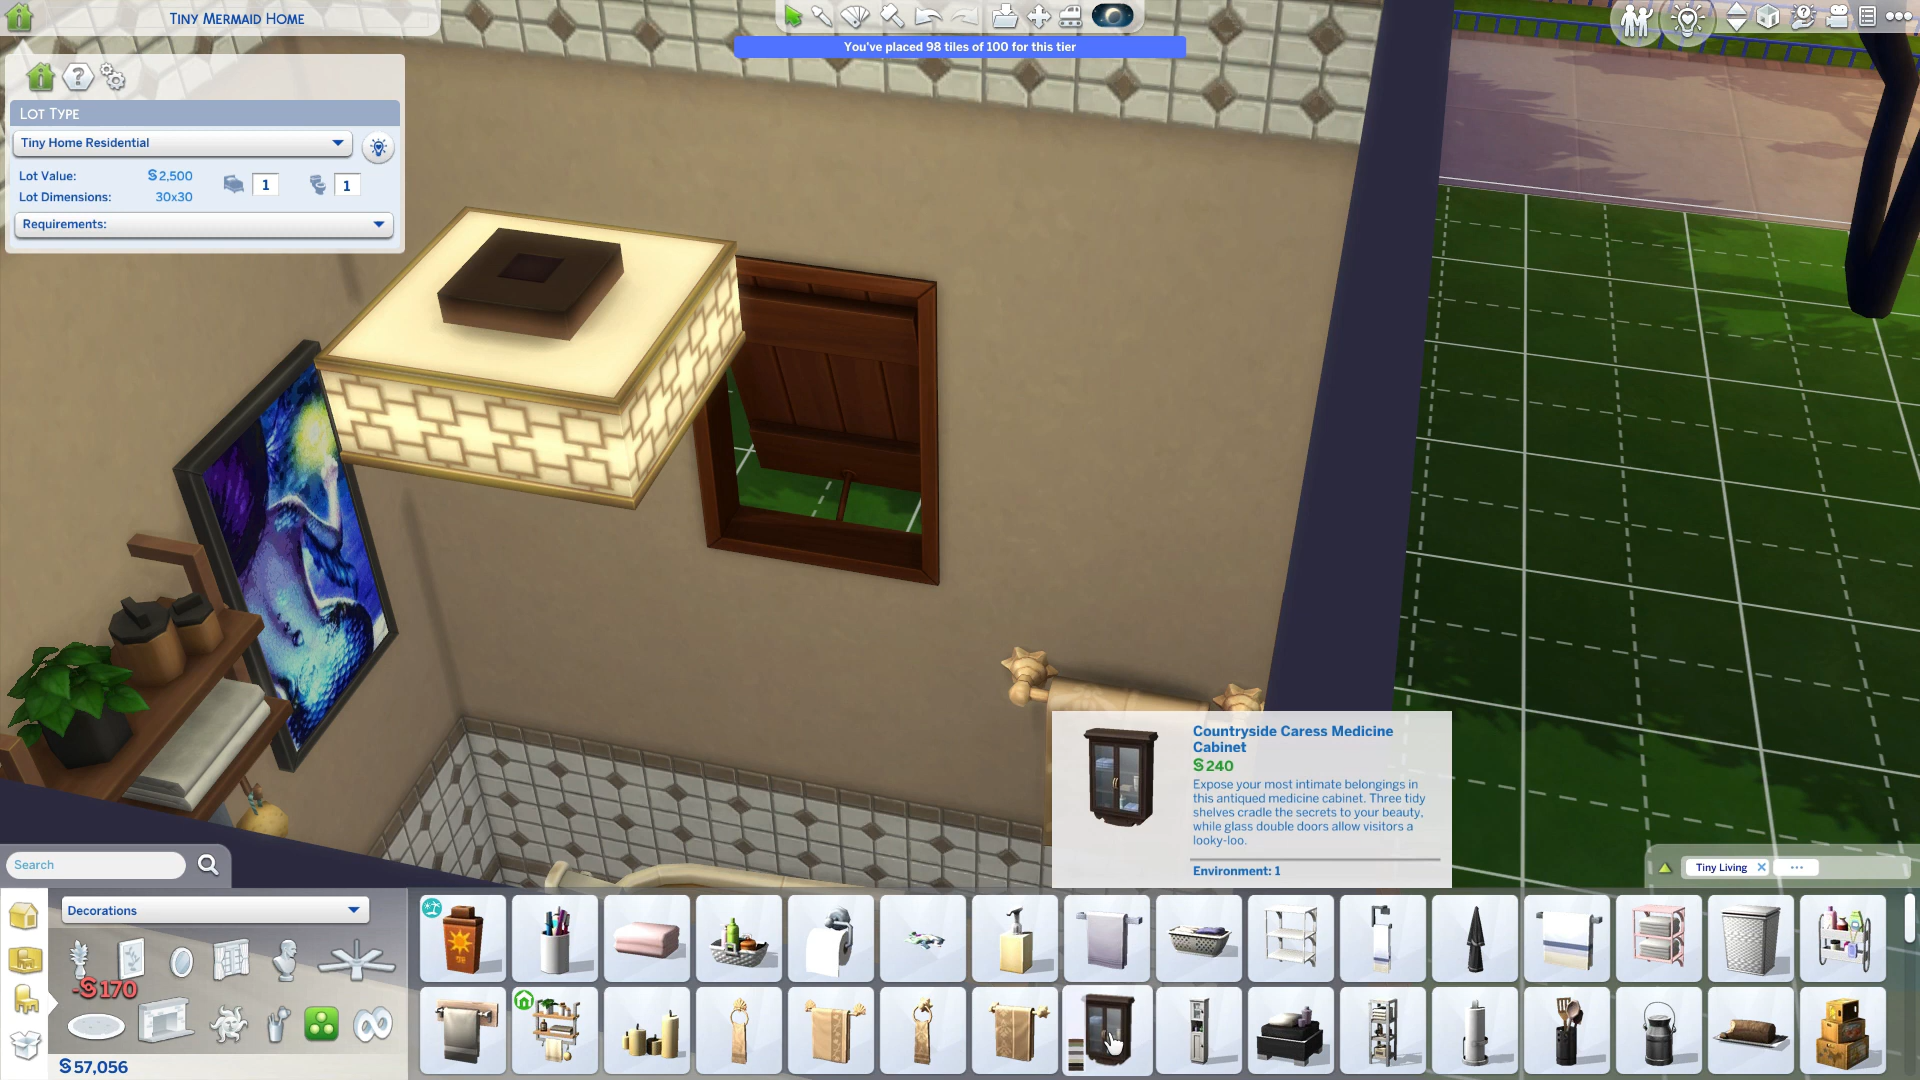 TINY MERMAID HOME
You've placed 98 tiles of 100 for this tier
LOT TYPE
Tiny Home Residential
Lot Value: §2,500
1
1
Lot Dimensions: 30x30
Requirements:
Countryside Caress Medicine
Cabinet
§240
Expose your most intimate belongings in
this antiqued medicine cabinet. Three tidy
shelves cradle the secrets to your beauty,
while glass double doors allow visitors a
looky-loo.
Environment: 1
Search
Tiny Living
Decorations
-§170
§57,056